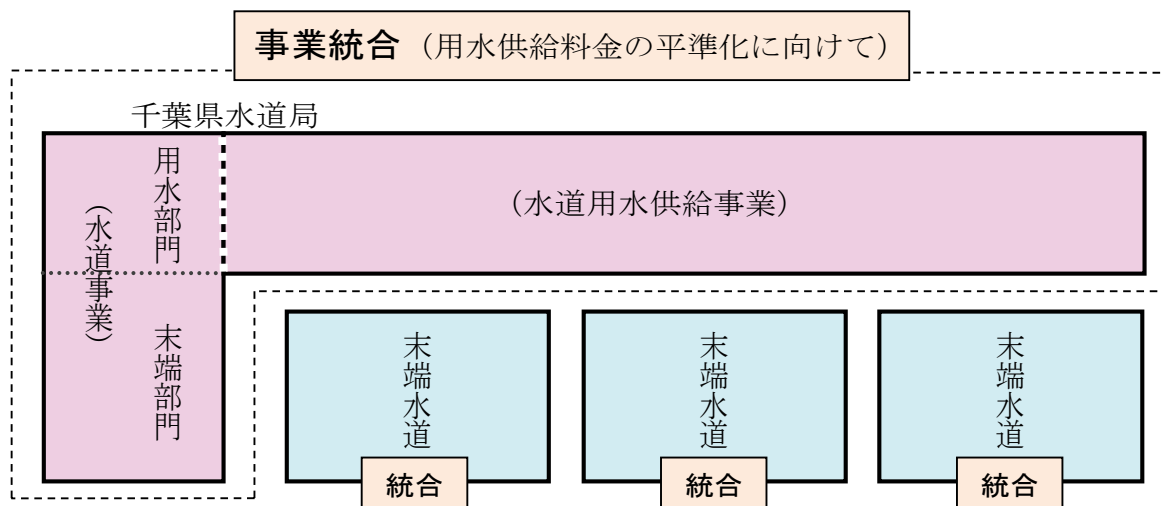 事業統合（用水供給料金の平準化に向けて）
千葉県水道局
（水道事業）
用水部門
末端部門
（水道用水供給事業）
末端水道
末端水道
末端水道
統合
統合
統合